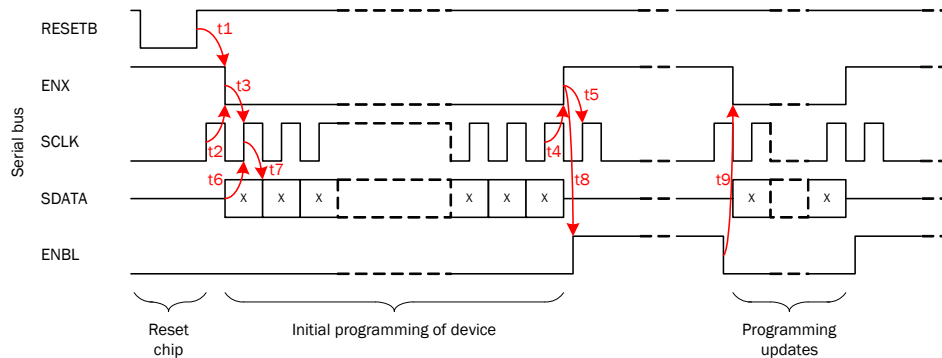 RESETB
t1
ENX
t3
t5
Serial bus
SCLK
t2
t7
t4
t6
t8
t9
SDATA
X X X X X X X X
ENBL
Reset
chip
Initial programming of device
Programming
updates